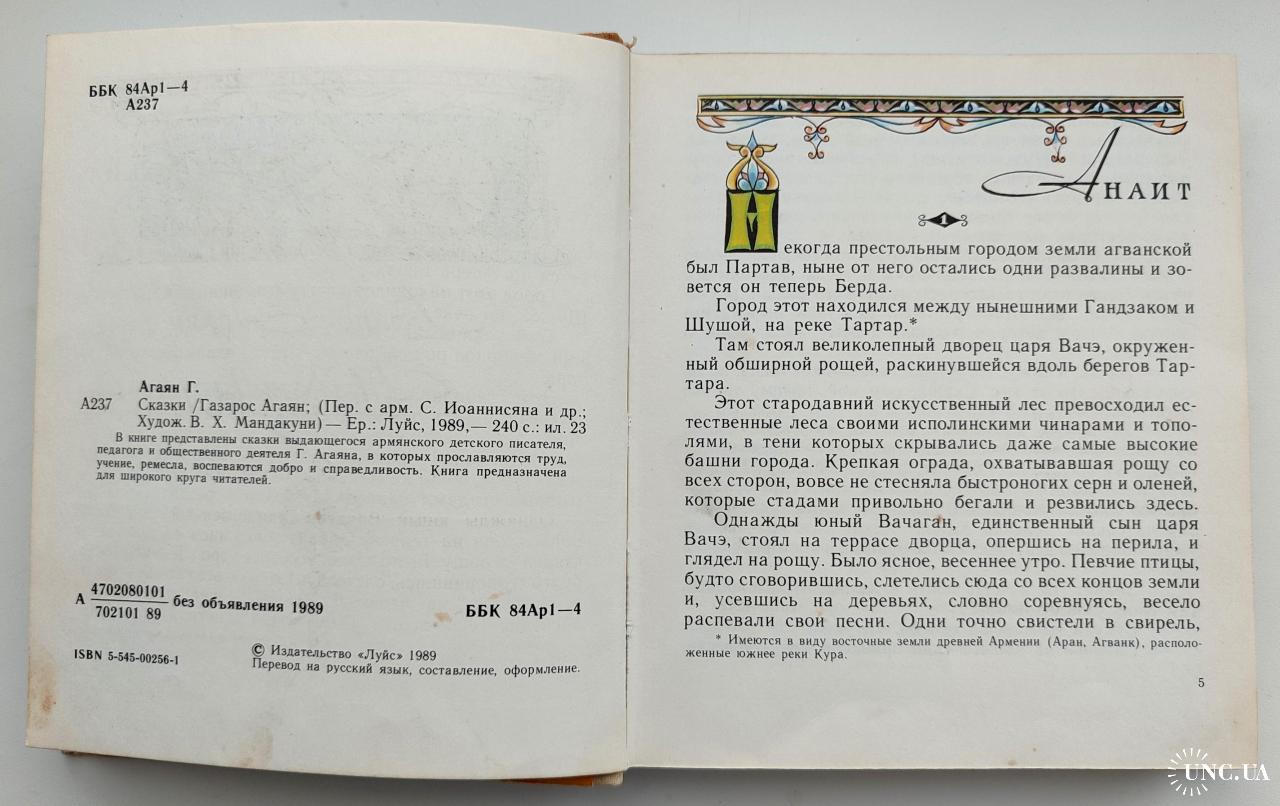 ББК 84Ар1—4
А237
Агаян Г.
А237 Сказки /Газарос Агаян; (Пер. с арм. С. Иоаннисяна и др.;
Худож. В. Х. Мандакуни) — Ер.: Луйс, 1989,— 240 с.: ил. 23
В книге представлены сказки выдающегося армянского детского писателя,
педагога и общественного деятеля Г. Агаяна, в которых прославляются труд,
учение, ремесла, воспеваются добро и справедливость. Книга предназначена
для широкого круга читателей.
А 4702080101
702101 89
без объявления 1989
ББК 84Ар1—4
ISBN 5-545-00256-1
© Издательство «Луйс» 1989
Перевод на русский язык, составление, оформление.
АНАИТ
1
Некогда престольным городом земли агванской
был Партав, ныне от него остались одни развалины и зо-
вется он теперь Берда.
Город этот находился между нынешними Гандзаком и
Шушой, на реке Тартар.*
Там стоял великолепный дворец царя Вачэ, окружен-
ный обширной рощей, раскинувшейся вдоль берегов Тар-
тара.
Этот стародавний искусственный лес превосходил ес-
тественные леса своими исполинскими чинарами и топо-
лями, в тени которых скрывались даже самые высокие
башни города. Крепкая ограда, охватывавшая рощу со
всех сторон, вовсе не стесняла быстроногих серн и оленей,
которые стадами привольно бегали и резвились здесь.
Однажды юный Вачаган, единственный сын царя
Вачэ, стоял на террасе дворца, опершись на перила, и
глядел на рощу. Было ясное, весеннее утро. Певчие птицы,
будто сговорившись, слетелись сюда со всех концов земли
и, усевшись на деревьях, словно соревнуясь, весело
распевали свои песни. Одни точно свистели в свирель,
* Имеются в виду восточные земли древней Армении (Аран, Агванк), располо-
женные южнее реки Кура.
5
UNC.UA